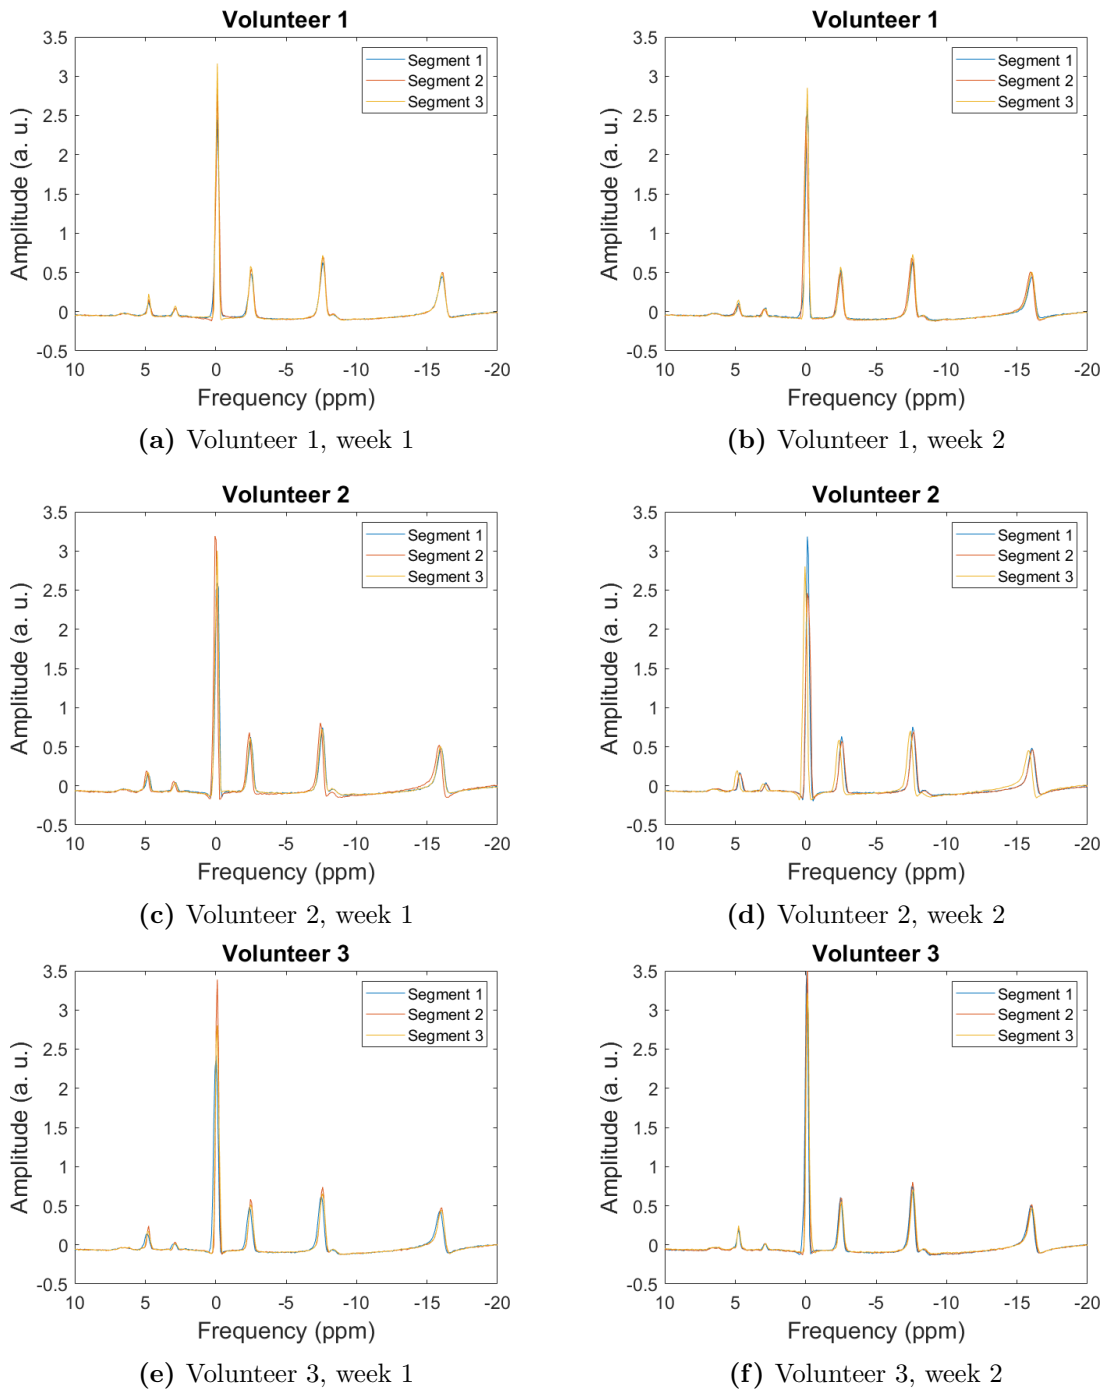 Volunteer 1
3.5
3
2.5
2
1.5
1
0.5
0
-0.5
Amplitude (a. u.)
Segment 1
Segment 2
Segment 3
10 5 0 -5 -10 -15 -20
Frequency (ppm)
(a) Volunteer 1, week 1
Volunteer 1
3.5
3
2.5
2
1.5
1
0.5
0
-0.5
Amplitude (a. u.)
Segment 1
Segment 2
Segment 3
10 5 0 -5 -10 -15 -20
Frequency (ppm)
(b) Volunteer 1, week 2
Volunteer 2
3.5
3
2.5
2
1.5
1
0.5
0
-0.5
Amplitude (a. u.)
Segment 1
Segment 2
Segment 3
10 5 0 -5 -10 -15 -20
Frequency (ppm)
(c) Volunteer 2, week 1
Volunteer 2
3.5
3
2.5
2
1.5
1
0.5
0
-0.5
Amplitude (a. u.)
Segment 1
Segment 2
Segment 3
10 5 0 -5 -10 -15 -20
Frequency (ppm)
(d) Volunteer 2, week 2
Volunteer 3
3.5
3
2.5
2
1.5
1
0.5
0
-0.5
Amplitude (a. u.)
Segment 1
Segment 2
Segment 3
10 5 0 -5 -10 -15 -20
Frequency (ppm)
(e) Volunteer 3, week 1
Volunteer 3
3.5
3
2.5
2
1.5
1
0.5
0
-0.5
Amplitude (a. u.)
Segment 1
Segment 2
Segment 3
10 5 0 -5 -10 -15 -20
Frequency (ppm)
(f) Volunteer 3, week 2